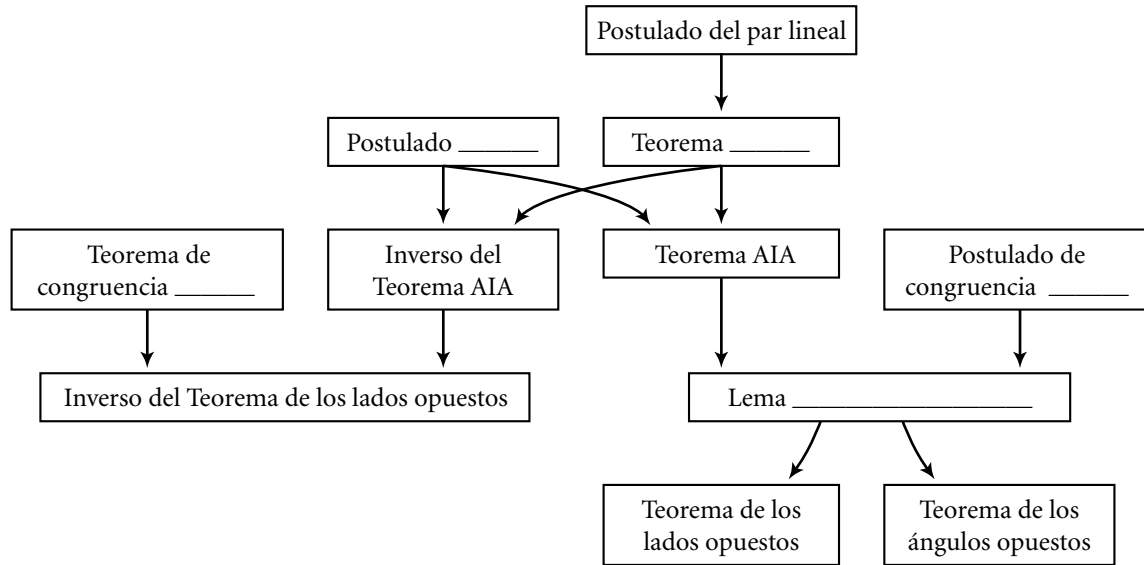 Postulado del par lineal
Postulado ______
Teorema ______
Teorema de
congruencia ______
Inverso del
Teorema AIA
Teorema AIA
Postulado de
congruencia ______
Inverso del Teorema de los lados opuestos
Lema __________________
Teorema de los
lados opuestos
Teorema de los
ángulos opuestos